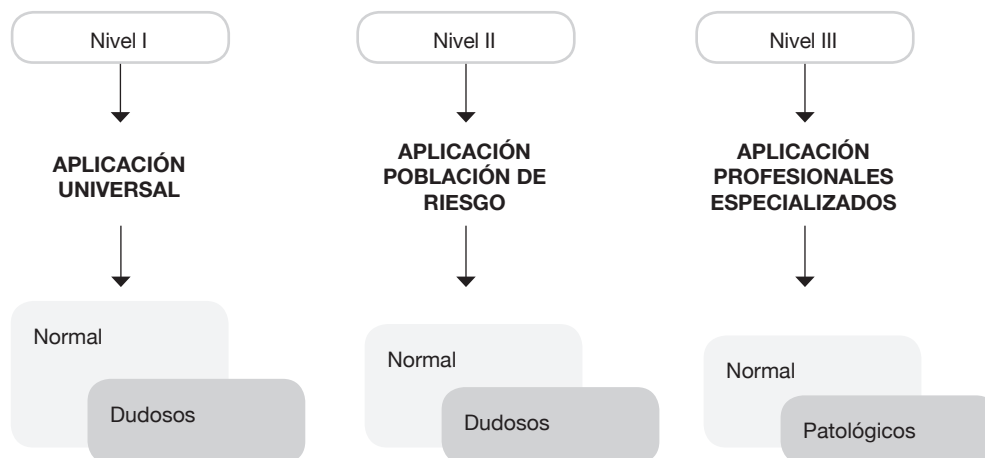 Nivel I
Nivel II
Nivel III
APLICACIÓN
UNIVERSAL
APLICACIÓN
POBLACIÓN DE
RIESGO
APLICACIÓN
PROFESIONALES
ESPECIALIZADOS
Normal
Dudosos
Normal
Dudosos
Normal
Patológicos